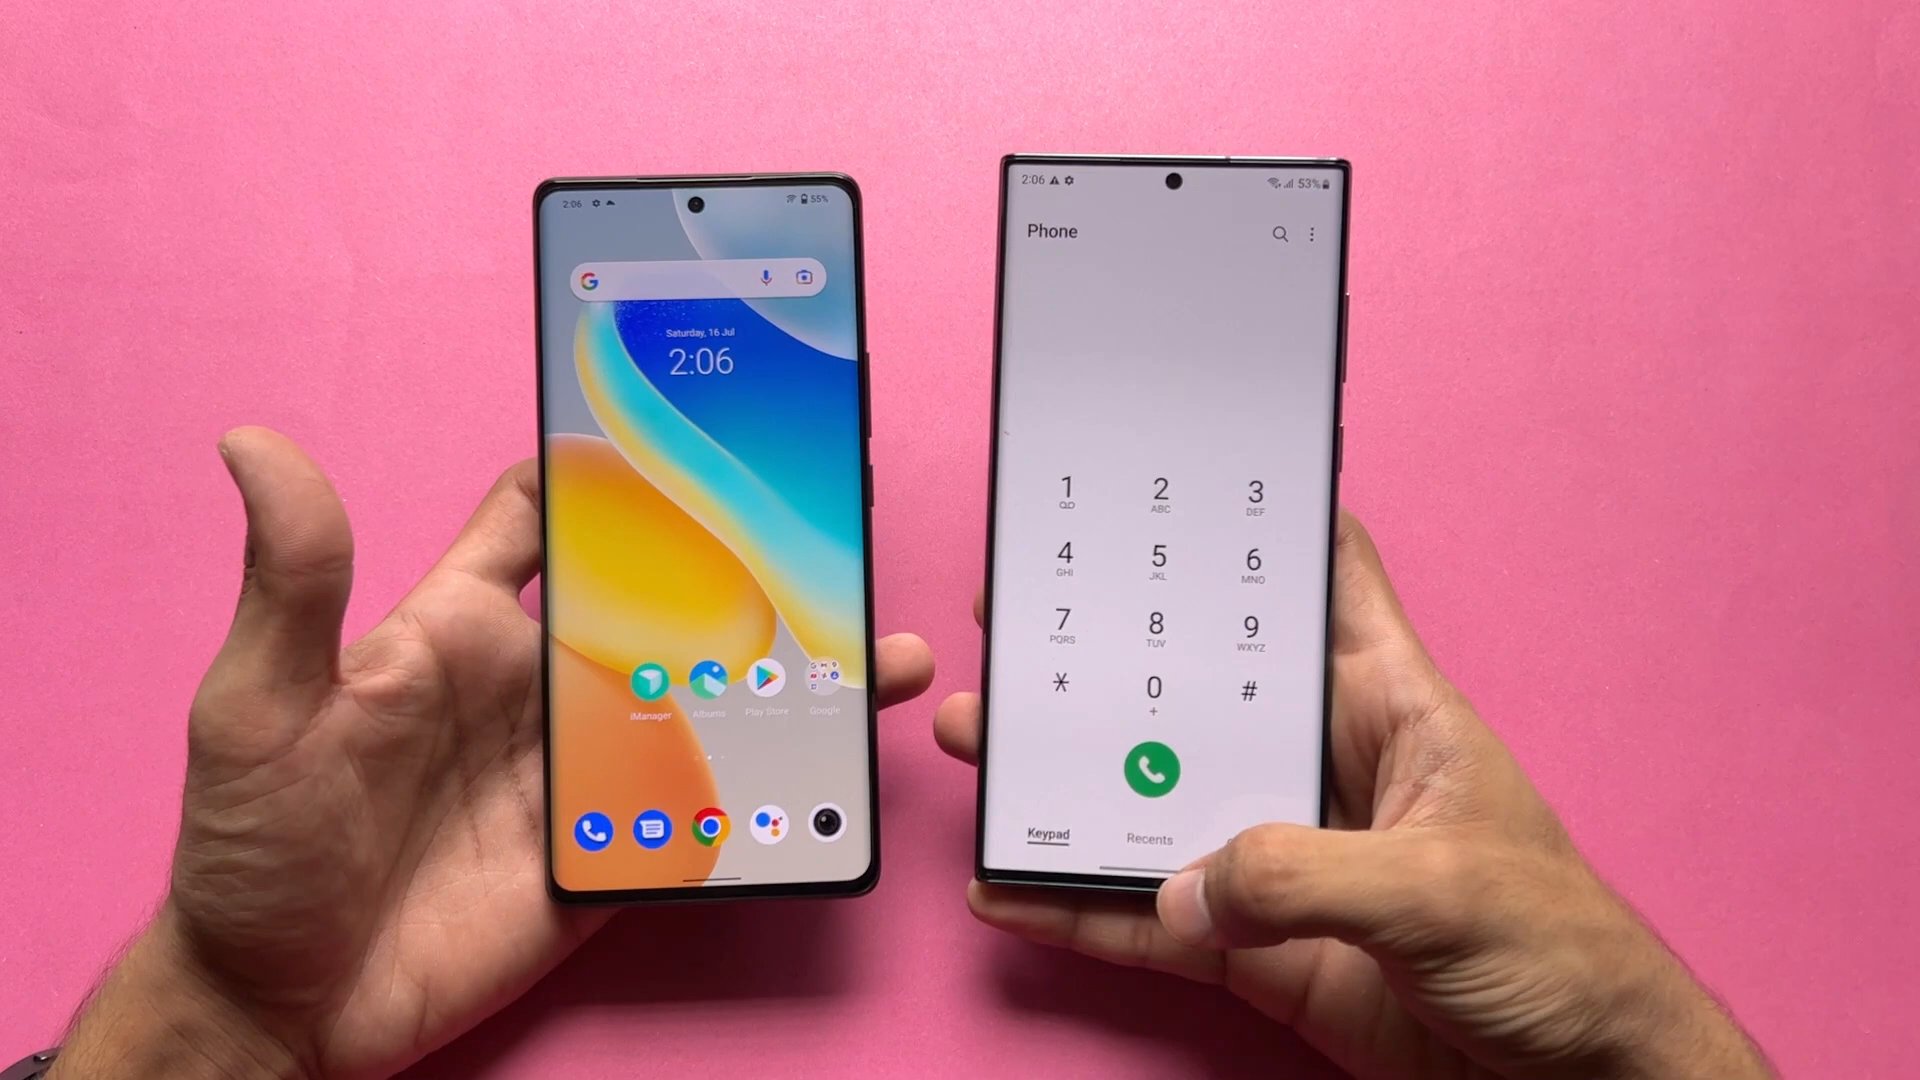 2:06
55%
Saturday, 16 Jul
2:06
iManager
Albums
Play Store
Google
2:06
53%
Phone
1 2 3
ABC DEF
4 5 6
GHI JKL MNO
7 8 9
PQRS TUV WXYZ
* 0 #
+
Keypad
Recents